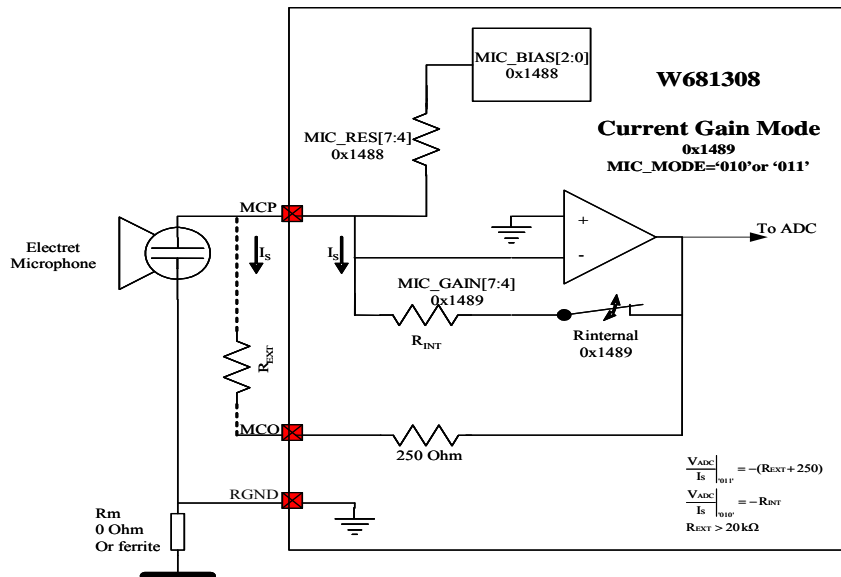 MIC_BIAS[2:0]
0x1488
W681308
MIC_RES[7:4]
0x1488
Current Gain Mode
0x1489
MIC_MODE=‘010’or ‘011’
MCP
+
-
To ADC
Electret
Microphone
IS
IS
MIC_GAIN[7:4]
0x1489
RINT
Rinternal
0x1489
REXT
MCO
250 Ohm
VADC/IS|‘011’ = −(REXT + 250)
VADC/IS|‘010’ = −RINT
REXT > 20 kΩ
RGND
Rm
0 Ohm
Or ferrite